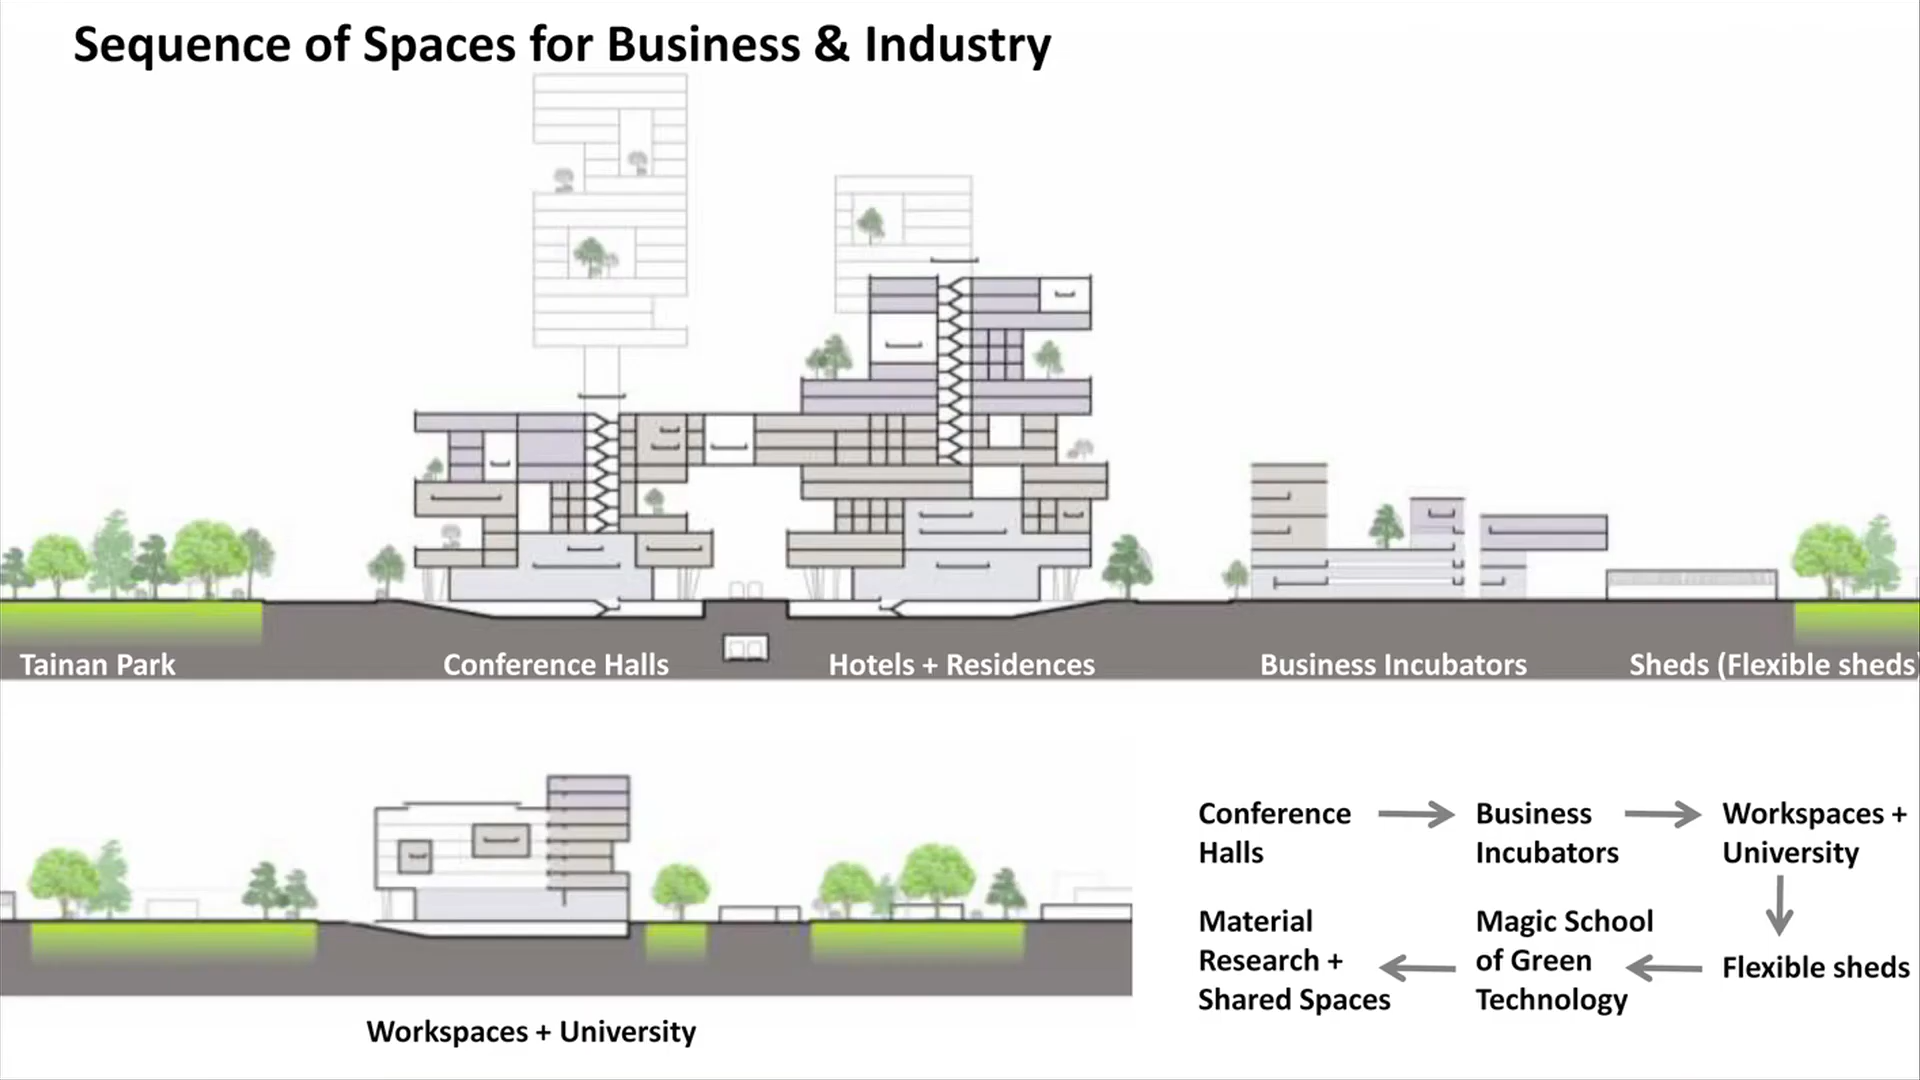 Sequence of Spaces for Business & Industry
Tainan Park
Conference Halls
Hotels + Residences
Business Incubators
Sheds (Flexible sheds)
Workspaces + University
Conference
Halls
Business
Incubators
Workspaces +
University
Flexible sheds
Magic School
of Green
Technology
Material
Research +
Shared Spaces